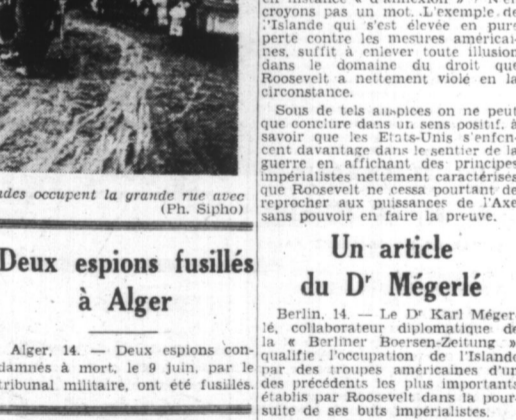 ndes occupent la grande rue avec
(Ph. Sipho)
Deux espions fusillés
à Alger
Alger, 14. — Deux espions con-
damnés à mort, le 9 juin, par le
tribunal militaire, ont été fusillés.
en instance « d'annexion » ? N'en
croyons pas un mot. L'exemple de
l'Islande qui s'est élevée en pure
perte contre les mesures américai-
nes, suffit à enlever toute illusion
dans le domaine du droit que
Roosevelt a nettement violé en la
circonstance.
Sous de tels auspices on ne peut
que conclure dans un sens positif, à
savoir que les Etats-Unis s'enfon-
cent davantage dans le sentier de la
guerre en affichant des principes
impérialistes nettement caractérisés
que Roosevelt ne cessa pourtant de
reprocher aux puissances de l'Axe
sans pouvoir en faire la preuve.
Un article
du Dr Mégerlé
Berlin, 14. — Le Dr Karl Méger-
lé, collaborateur diplomatique de
la « Berliner Boersen-Zeitung »
qualifie l'occupation de l'Islande
par des troupes américaines d'un
des précédents les plus importants
établis par Roosevelt dans la pour-
suite de ses buts impérialistes.